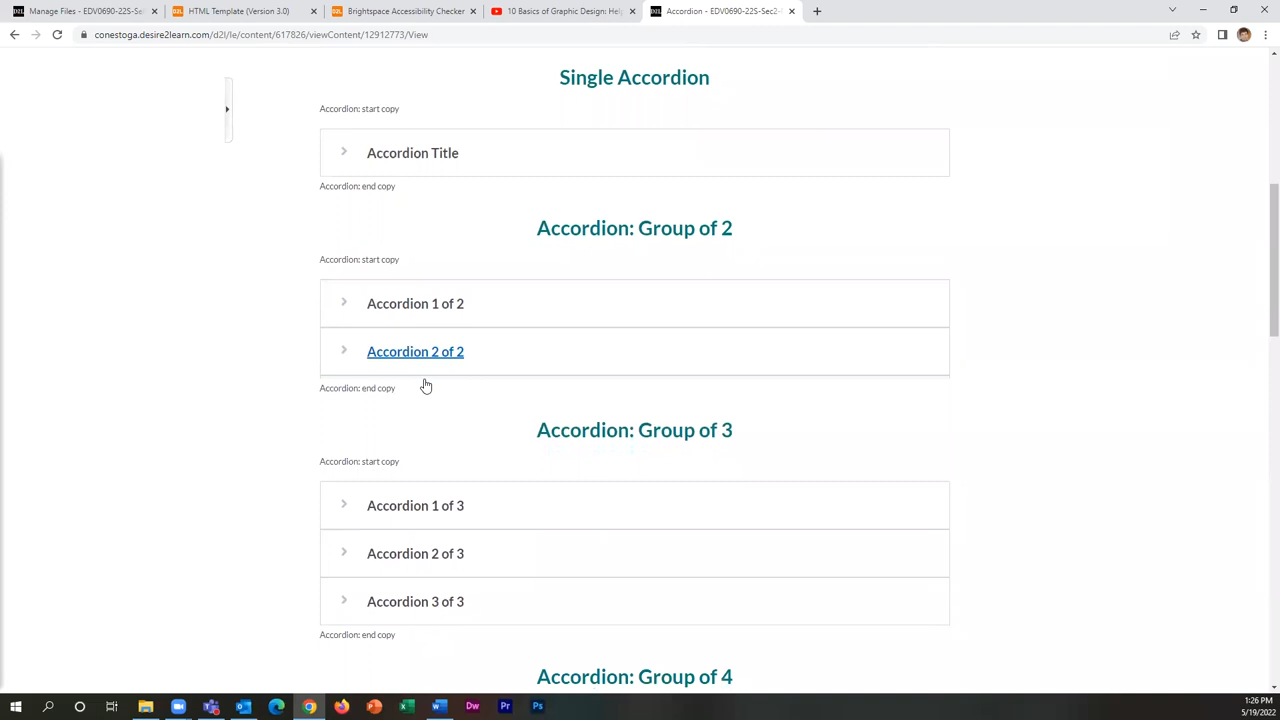 Manage Files - EDV0690-22S-Se
HTML Template (Version 3.0)
Brightspace Accessibility Checker
10 Basics of Graphic Design: Hel
Accordion - EDV0690-22S-Sec2-
conestoga.desire2learn.com/d2l/le/content/617826/viewContent/12912773/View
Single Accordion
Accordion: start copy
Accordion Title
Accordion: end copy
Accordion: Group of 2
Accordion: start copy
Accordion 1 of 2
Accordion 2 of 2
Accordion: end copy
Accordion: Group of 3
Accordion: start copy
Accordion 1 of 3
Accordion 2 of 3
Accordion 3 of 3
Accordion: end copy
Accordion: Group of 4
Dw
Pr
Ps
1:26 PM
5/19/2022